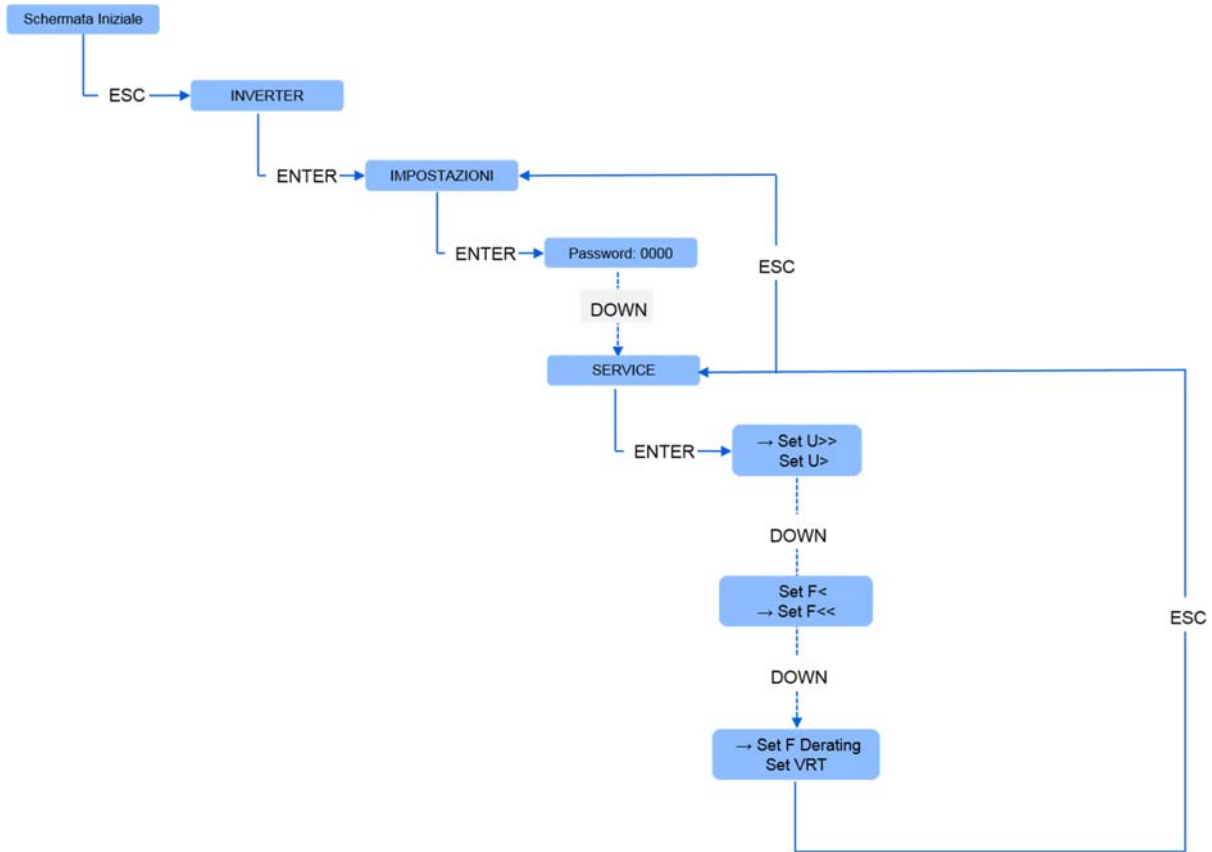 Schermata Iniziale
ESC
INVERTER
ENTER
IMPOSTAZIONI
ENTER
Password: 0000
ESC
DOWN
SERVICE
ENTER
→ Set U>>
Set U>
DOWN
Set F<
→ Set F<<
ESC
DOWN
→ Set F Derating
Set VRT